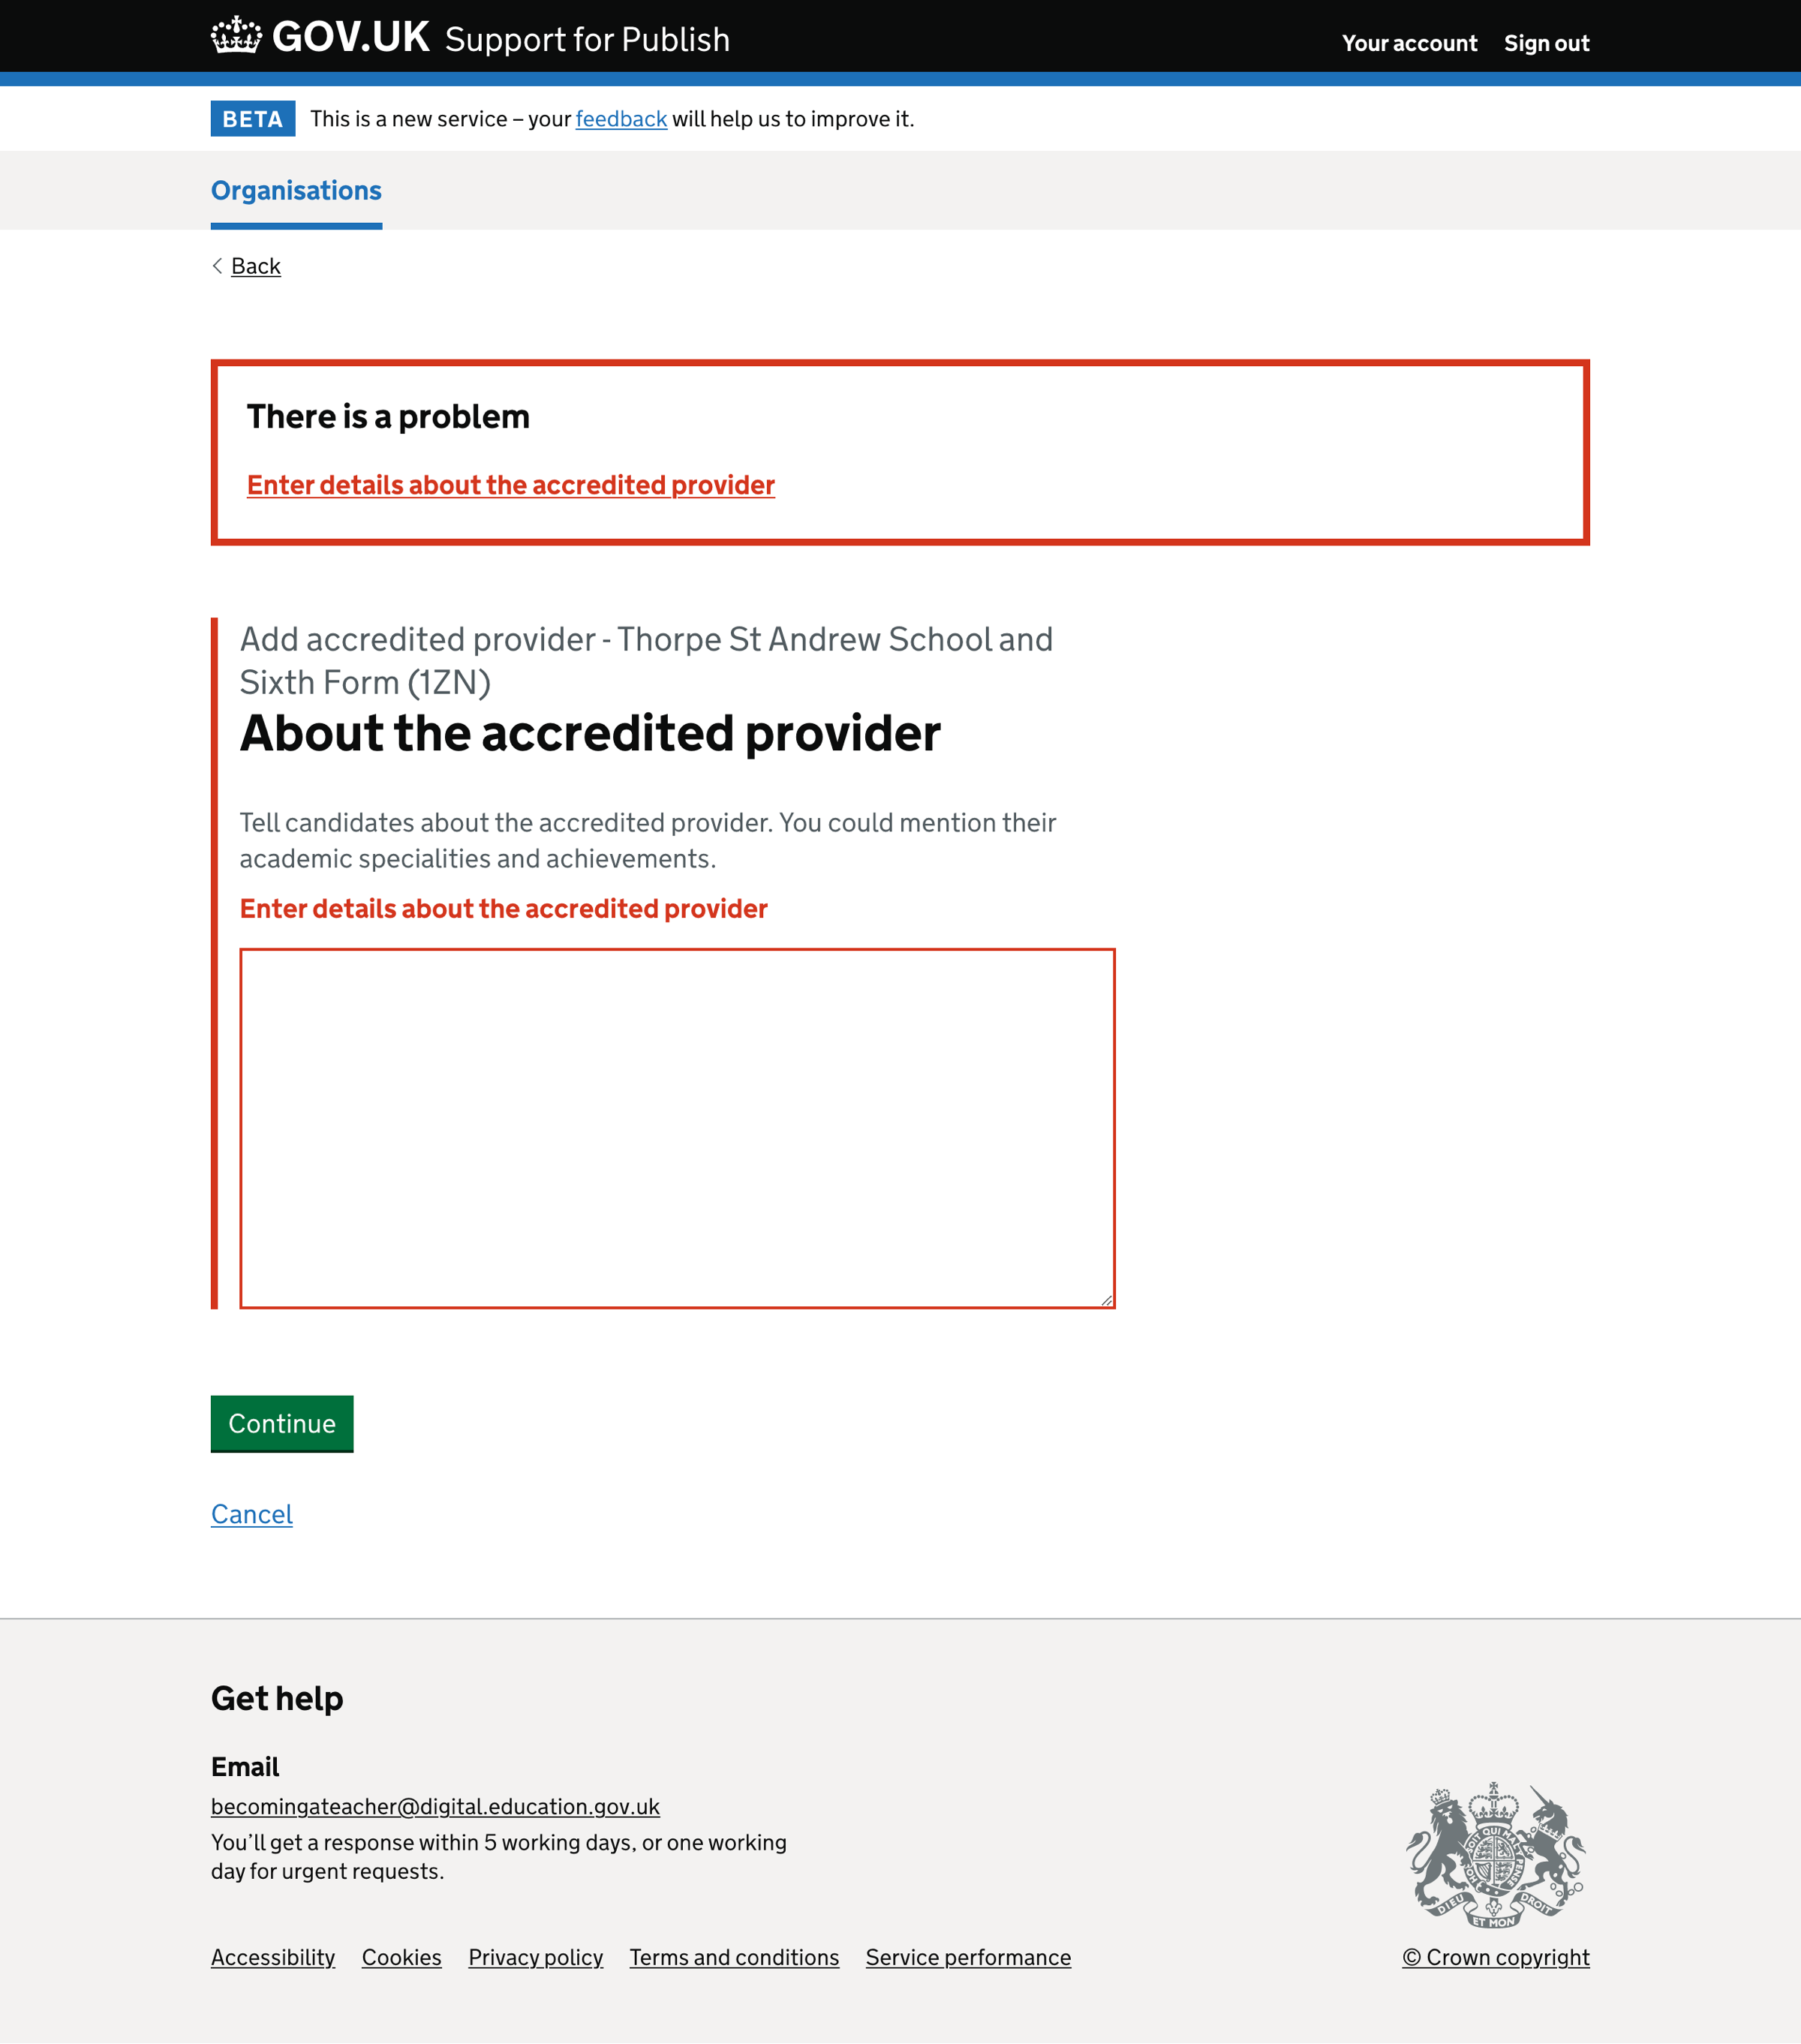 GOV.UK Support for Publish
Your account Sign out
BETA This is a new service – your feedback will help us to improve it.
Organisations
Back
There is a problem
Enter details about the accredited provider
Add accredited provider - Thorpe St Andrew School and
Sixth Form (1ZN)
About the accredited provider
Tell candidates about the accredited provider. You could mention their
academic specialities and achievements.
Enter details about the accredited provider
Continue
Cancel
Get help
Email
becomingateacher@digital.education.gov.uk
You’ll get a response within 5 working days, or one working
day for urgent requests.
DIEU ET MON DROIT
Accessibility Cookies Privacy policy Terms and conditions Service performance
© Crown copyright